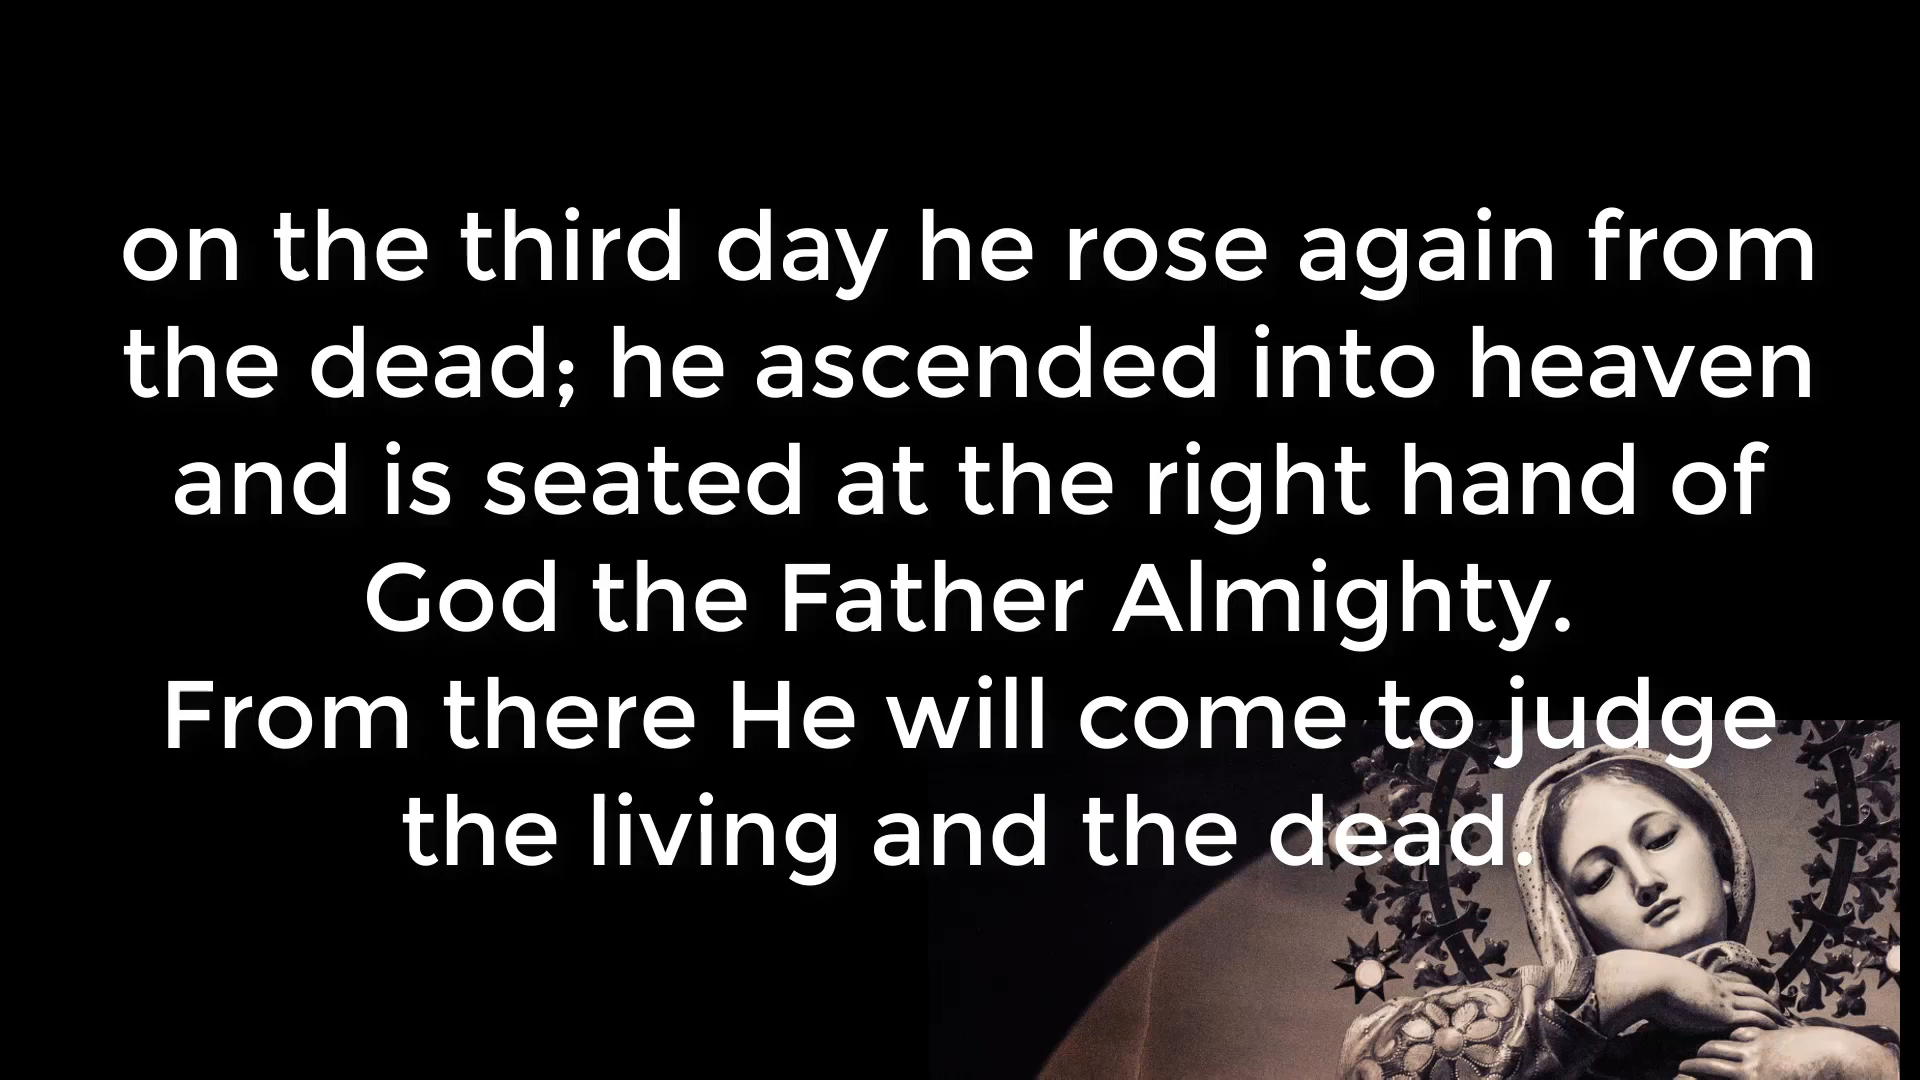 on the third day he rose again from
the dead; he ascended into heaven
and is seated at the right hand of
God the Father Almighty.
From there He will come to judge
the living and the dead.